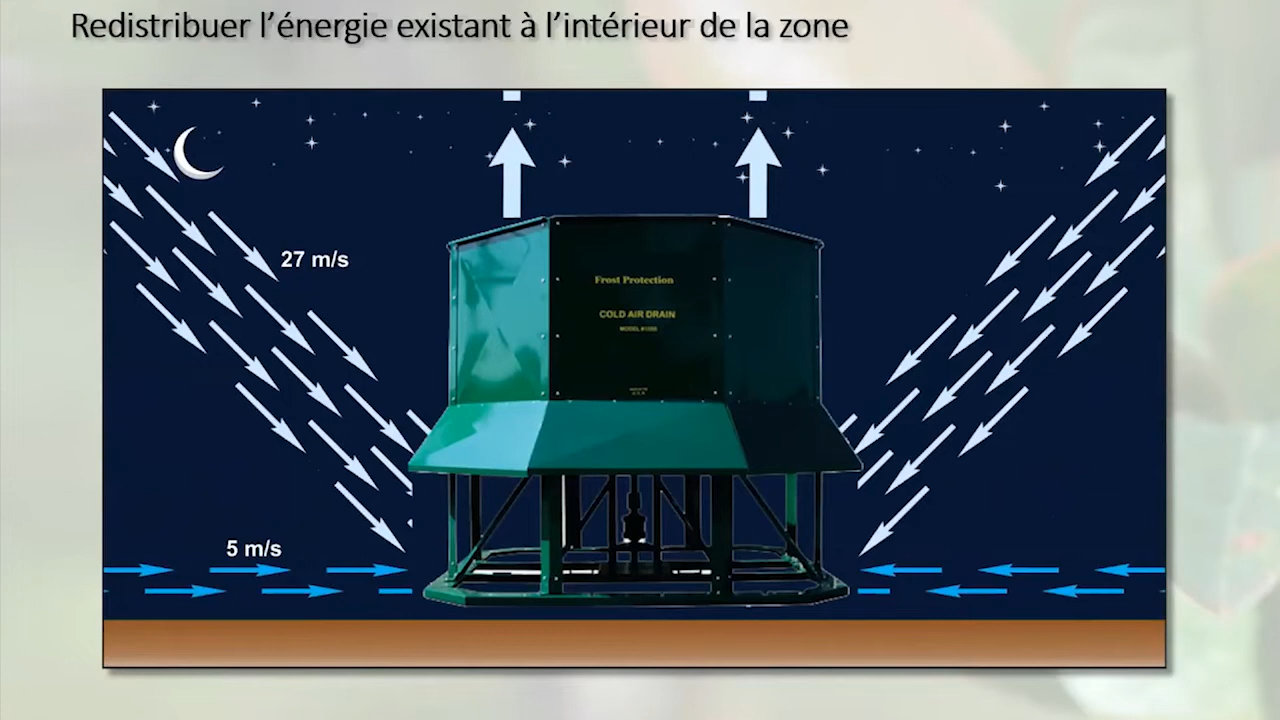 Redistribuer l’énergie existant à l’intérieur de la zone
27 m/s
Frost Protection
COLD AIR DRAIN
5 m/s